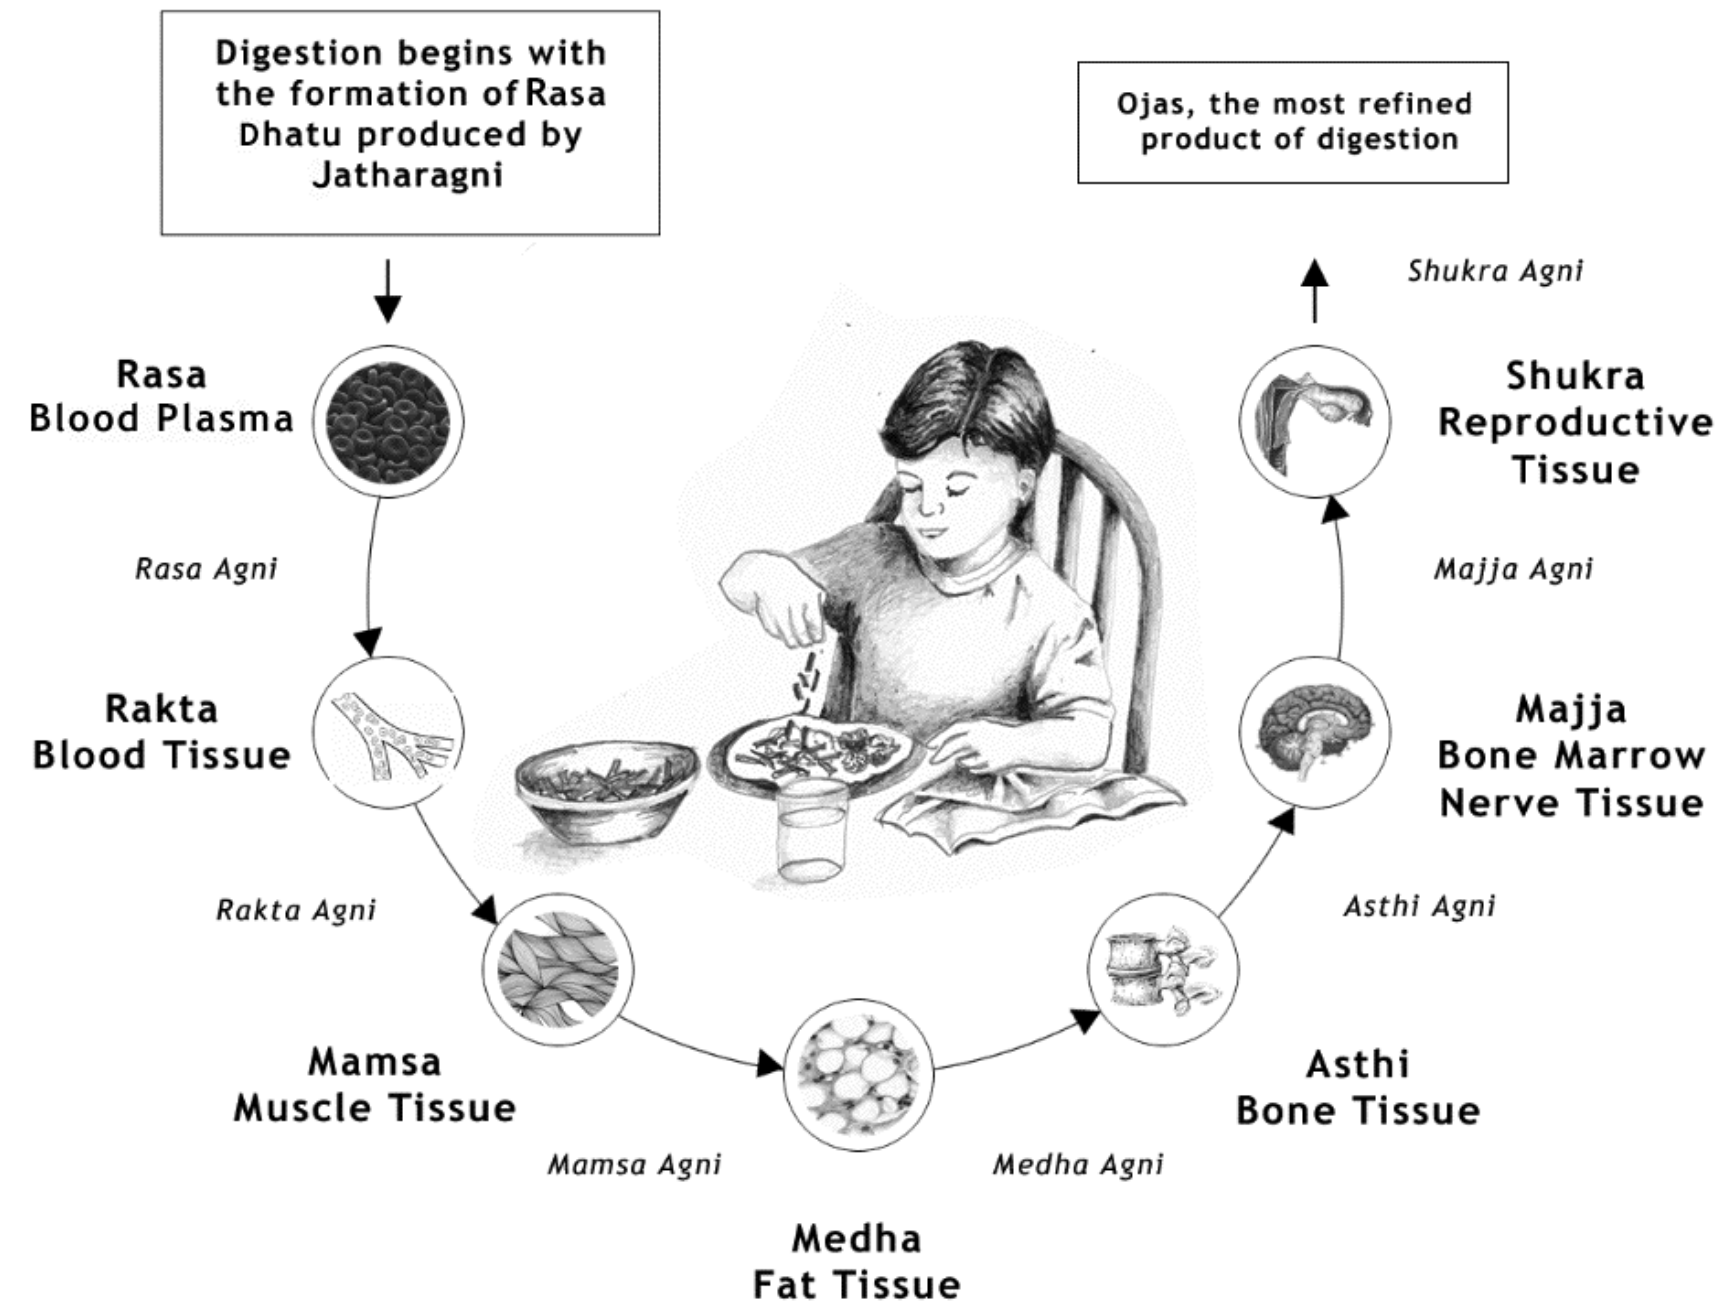 Digestion begins with
the formation of Rasa
Dhatu produced by
Jatharagni
Ojas, the most refined
product of digestion
Shukra Agni
Rasa
Blood Plasma
Shukra
Reproductive
Tissue
Rasa Agni
Majja Agni
Rakta
Blood Tissue
Majja
Bone Marrow
Nerve Tissue
Rakta Agni
Asthi Agni
Mamsa
Muscle Tissue
Asthi
Bone Tissue
Mamsa Agni
Medha Agni
Medha
Fat Tissue